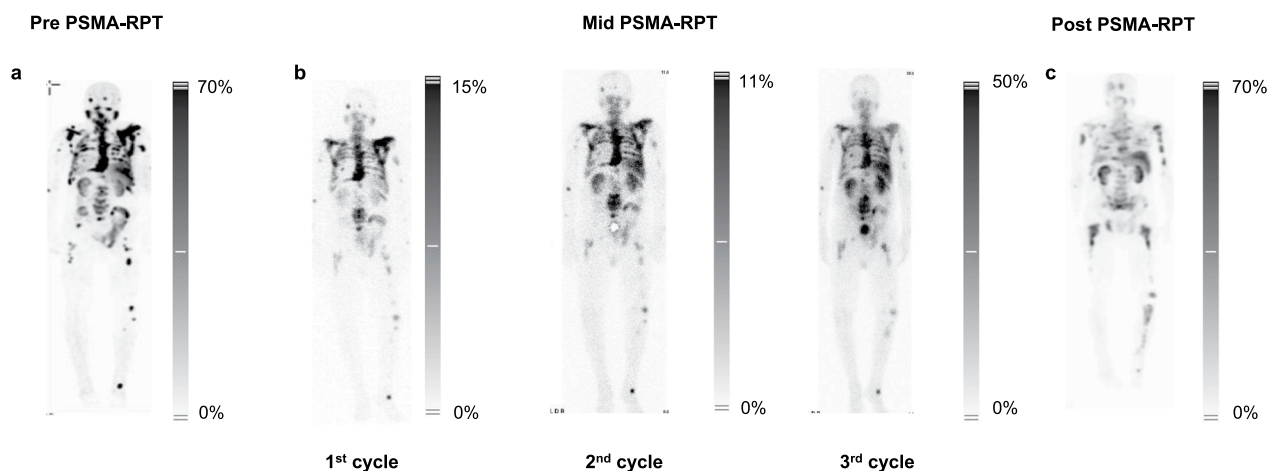 Pre PSMA-RPT
Mid PSMA-RPT
Post PSMA-RPT
a
70%
0%
b
15%
0%
11%
0%
50%
0%
c
70%
0%
L D R
1st cycle
2nd cycle
3rd cycle